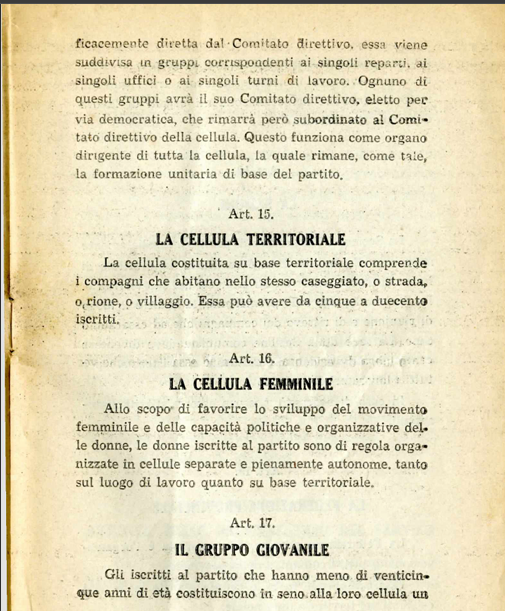 ficacemente diretta dal Comitato direttivo, essa viene
suddivisa in gruppi corrispondenti ai singoli reparti, ai
singoli uffici o ai singoli turni di lavoro. Ognuno di
questi gruppi avrà il suo Comitato direttivo, eletto per
via democratica, che rimarrà però subordinato al Comi-
tato direttivo della cellula. Questo funziona come organo
dirigente di tutta la cellula, la quale rimane, come tale,
la formazione unitaria di base del partito.
Art. 15.
LA CELLULA TERRITORIALE
La cellula costituita su base territoriale comprende
i compagni che abitano nello stesso caseggiato, o strada,
o rione, o villaggio. Essa può avere da cinque a duecento
iscritti.
Art. 16.
LA CELLULA FEMMINILE
Allo scopo di favorire lo sviluppo del movimento
femminile e delle capacità politiche e organizzative del-
le donne, le donne iscritte al partito sono di regola orga-
nizzate in cellule separate e pienamente autonome, tanto
sul luogo di lavoro quanto su base territoriale.
Art. 17.
IL GRUPPO GIOVANILE
Gli iscritti al partito che hanno meno di venticin-
que anni di età costituiscono in seno alla loro cellula un